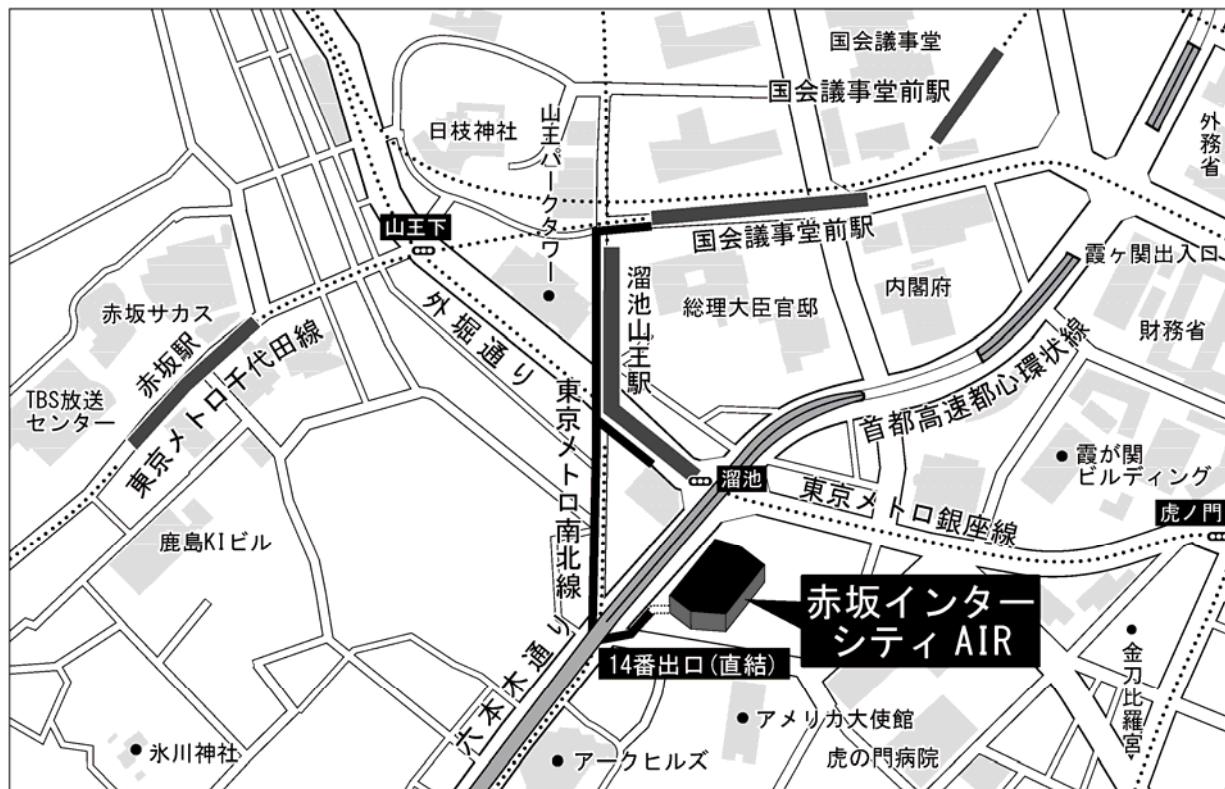 国会議事堂
国会議事堂前駅
外務省
日枝神社
山王パークタワー
山王下
国会議事堂前駅
霞ヶ関出入口
内閣府
総理大臣官邸
溜池山王駅
外堀通り
赤坂サカス
赤坂駅
東京メトロ千代田線
TBS放送
センター
財務省
首都高速都心環状線
東京メトロ南北線
霞が関
ビルディング
溜池
東京メトロ銀座線
虎ノ門
鹿島KIビル
赤坂インター
シティAIR
14番出口(直結)
六本木通り
金刀比羅宮
アメリカ大使館
虎の門病院
アークヒルズ
氷川神社